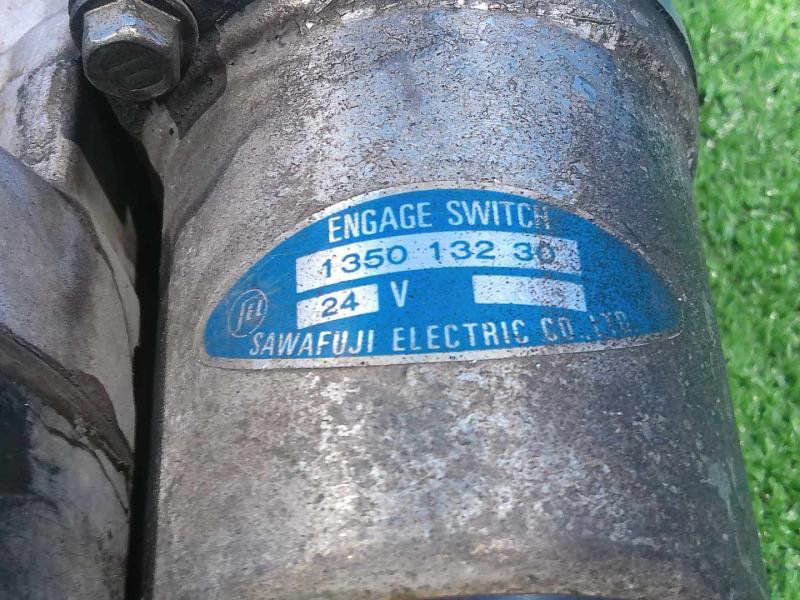 ENGAGE SWITCH
1350 132 30
24 V
SAWAFUJI ELECTRIC CO., LTD.